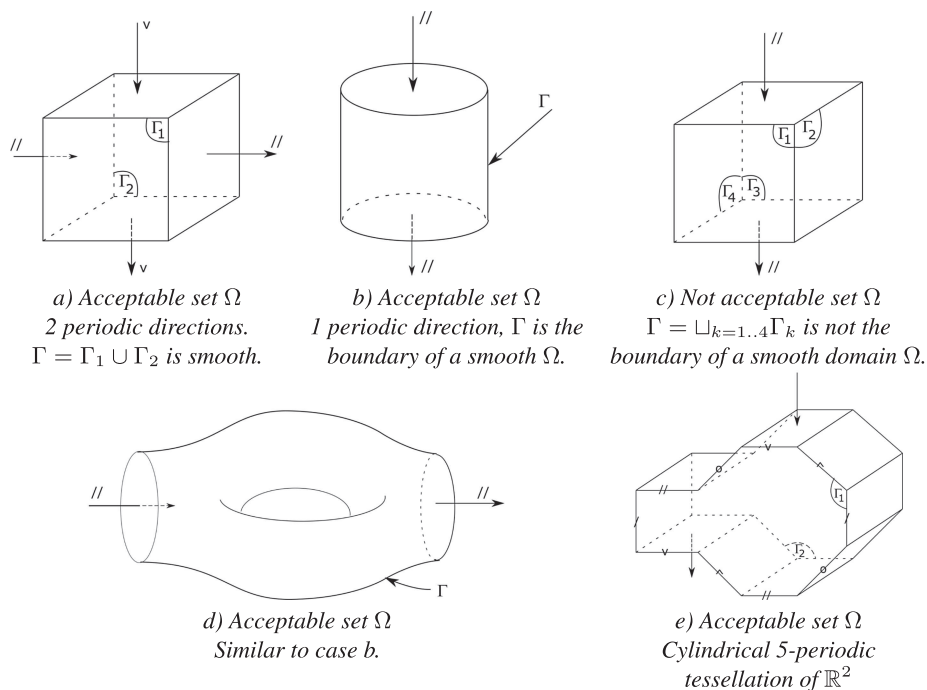 v
//
//
//
Γ₁
Γ₂
v
Γ
//
//
Γ₁
Γ₂
Γ₄
Γ₃
//
a) Acceptable set Ω
2 periodic directions.
Γ = Γ₁ ∪ Γ₂ is smooth.
b) Acceptable set Ω
1 periodic direction, Γ is the
boundary of a smooth Ω.
c) Not acceptable set Ω
Γ = ⊔ₖ₌₁..₄Γₖ is not the
boundary of a smooth domain Ω.
//
//
Γ
v
o
^
//
Γ₁
/
/
v
Γ₂
^
o
//
d) Acceptable set Ω
Similar to case b.
e) Acceptable set Ω
Cylindrical 5-periodic
tessellation of ℝ²